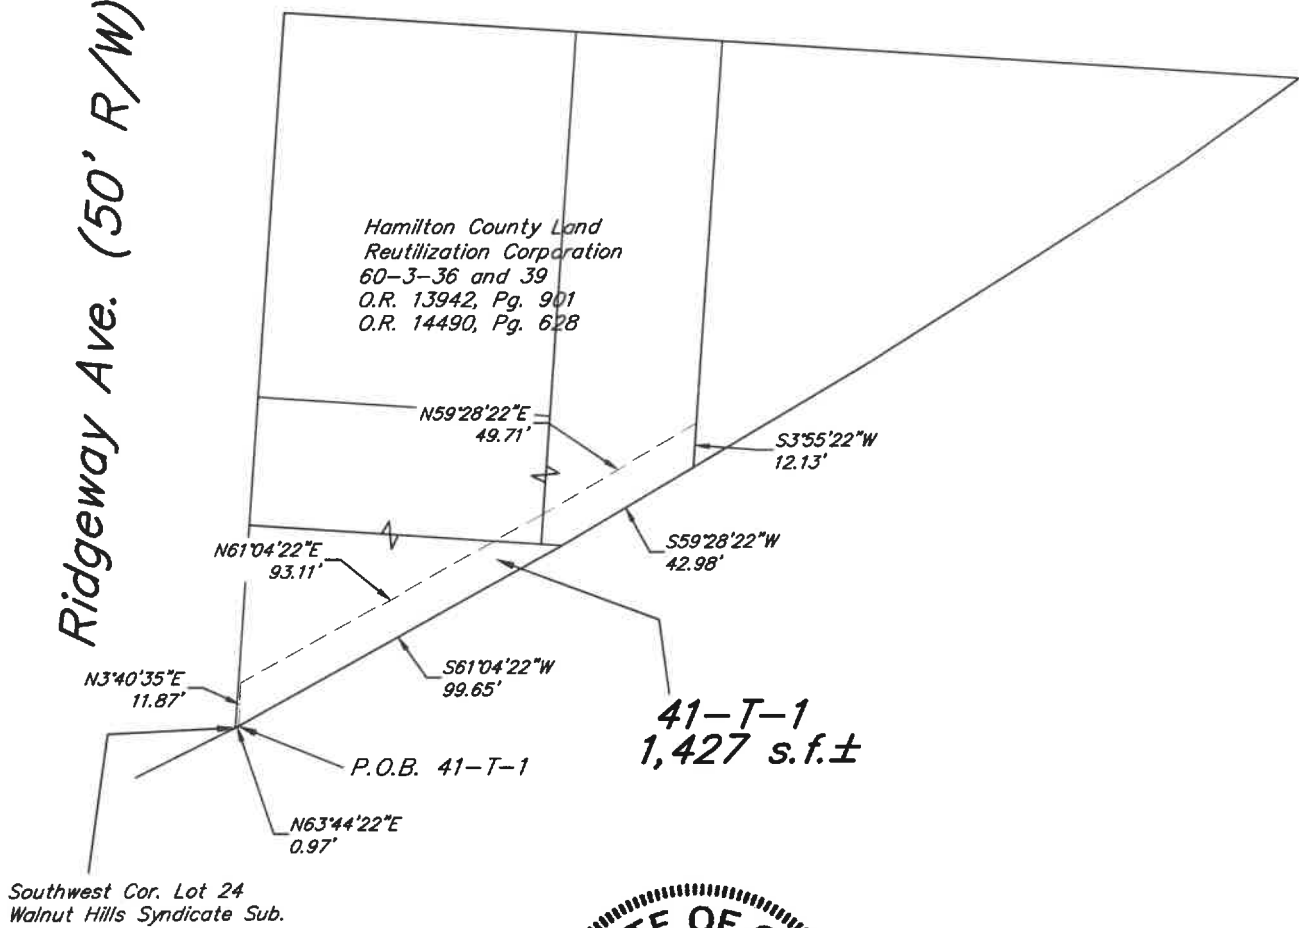 Ridgeway Ave. (50' R/W)
Hamilton County Land
Reutilization Corporation
60-3-36 and 39
O.R. 13942, Pg. 901
O.R. 14490, Pg. 628
N59°28'22"E
49.71'
S3°55'22"W
12.13'
N61°04'22"E
93.11'
S59°28'22"W
42.98'
N3°40'35"E
11.87'
S61°04'22"W
99.65'
41-T-1
1,427 s.f.±
P.O.B. 41-T-1
N63°44'22"E
0.97'
Southwest Cor. Lot 24
Walnut Hills Syndicate Sub.
OF